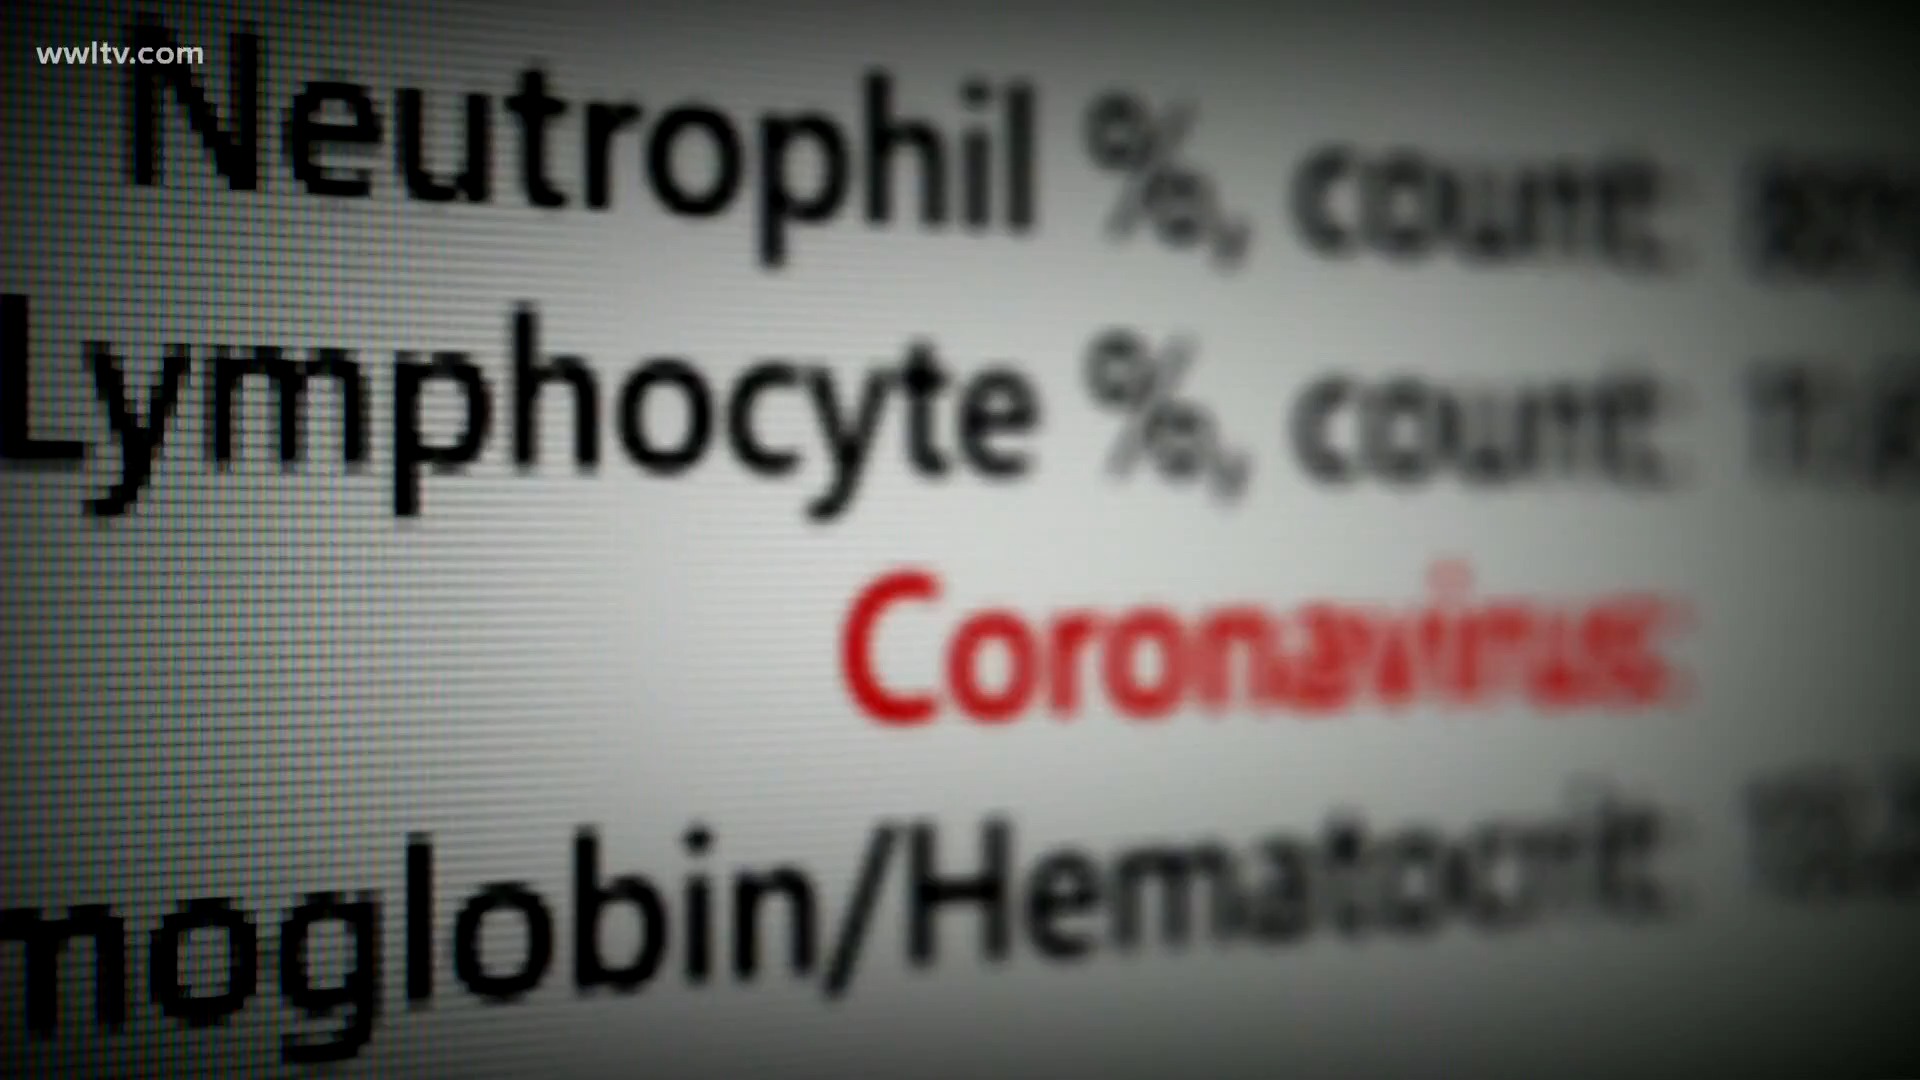 wwltv.com
Neutrophil %, count:
Lymphocyte %, count:
Coronavirus:
moglobin/Hematocrit: